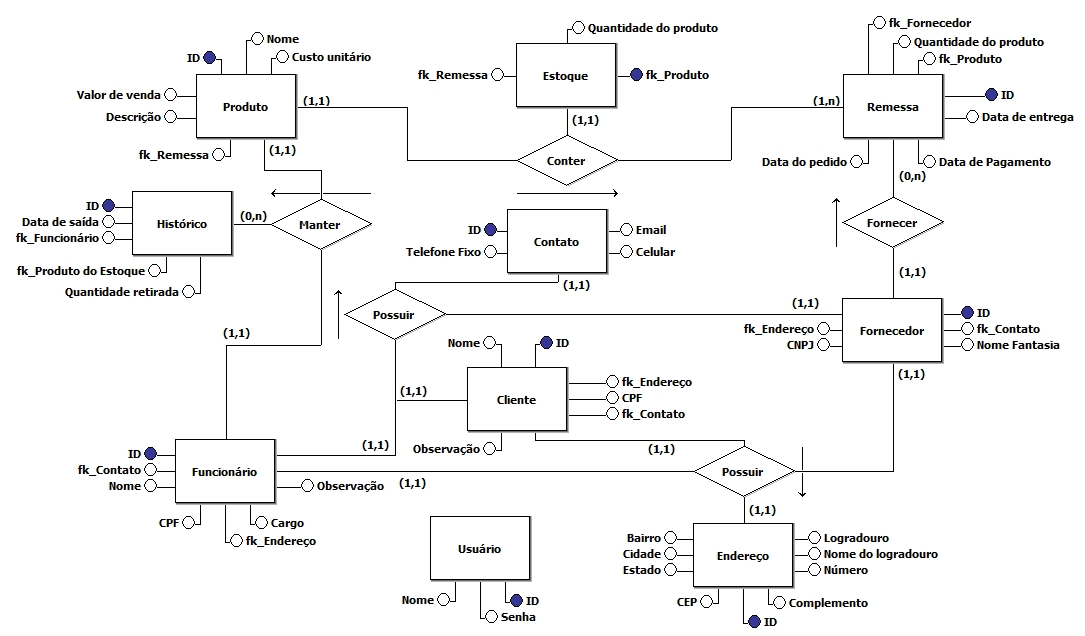 fk_Fornecedor
Quantidade do produto
Nome
Quantidade do produto
ID
Custo unitário
fk_Produto
fk_Remessa
Estoque
fk_Produto
Valor de venda
Produto
(1,1)
(1,n)
Remessa
ID
Descrição
(1,1)
Data de entrega
fk_Remessa
(1,1)
Conter
Data do pedido
Data de Pagamento
(0,n)
ID
Histórico
(0,n)
Manter
Data de saída
fk_Funcionário
ID
Contato
Email
Fornecer
Telefone Fixo
Celular
fk_Produto do Estoque
Quantidade retirada
(1,1)
(1,1)
(1,1)
Possuir
(1,1)
ID
fk_Endereço
Fornecedor
fk_Contato
CNPJ
Nome Fantasia
Nome
ID
(1,1)
(1,1)
Cliente
fk_Endereço
CPF
fk_Contato
Observação
(1,1)
(1,1)
ID
fk_Contato
Funcionário
Nome
Observação
(1,1)
Possuir
CPF
Cargo
fk_Endereço
(1,1)
Usuário
Nome
ID
Senha
Bairro
Cidade
Estado
Endereço
Logradouro
Nome do logradouro
Número
CEP
Complemento
ID